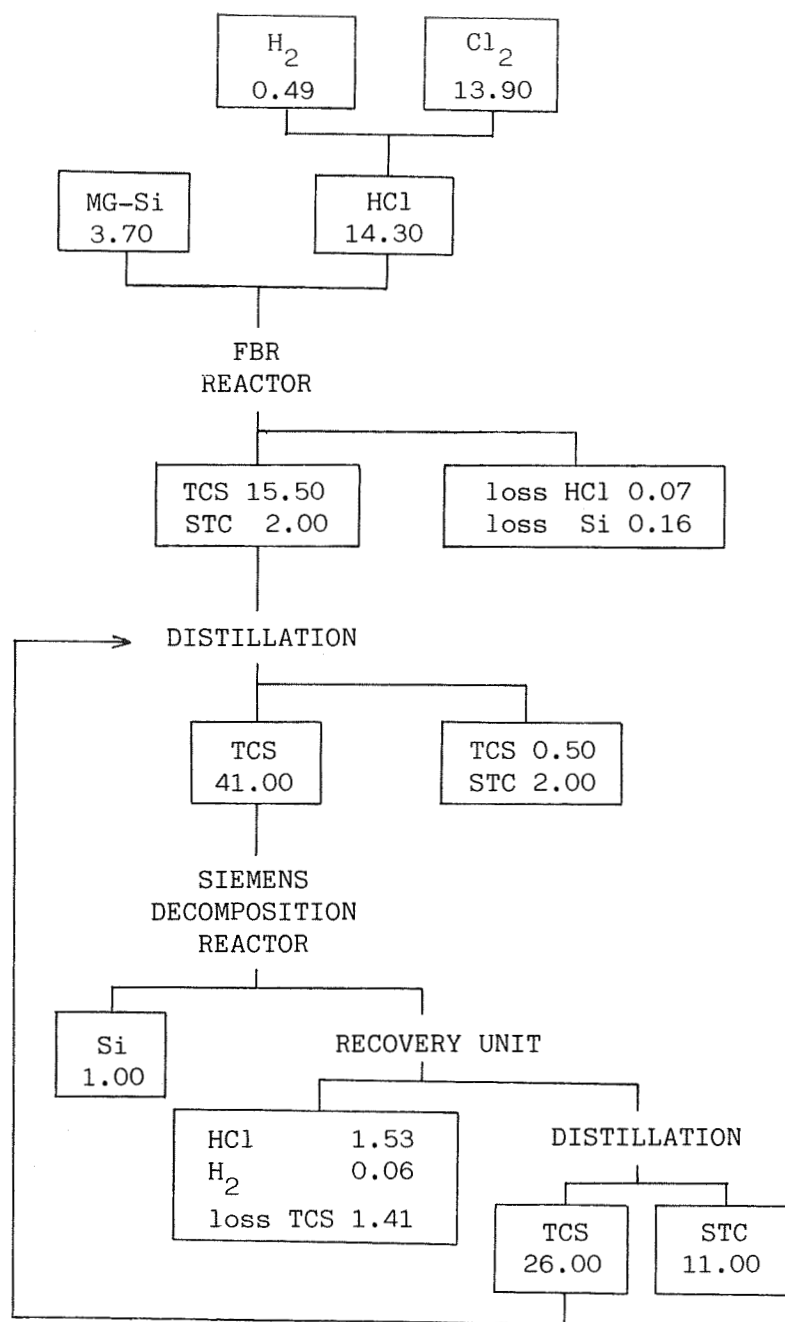 H2
0.49
Cl2
13.90
MG-Si
3.70
HCl
14.30
FBR
REACTOR
TCS 15.50
STC 2.00
loss HCl 0.07
loss Si 0.16
DISTILLATION
TCS
41.00
TCS 0.50
STC 2.00
SIEMENS
DECOMPOSITION
REACTOR
Si
1.00
RECOVERY UNIT
HCl 1.53
H2 0.06
loss TCS 1.41
DISTILLATION
TCS
26.00
STC
11.00